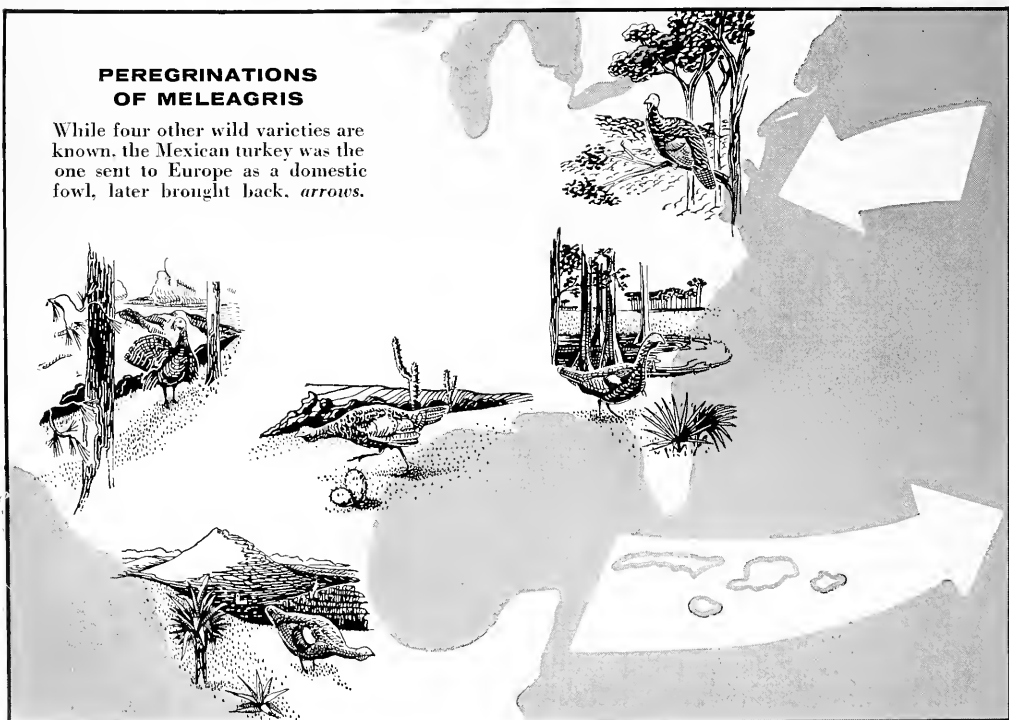 PEREGRINATIONS
OF MELEAGRIS
While four other wild varieties are
known, the Mexican turkey was the
one sent to Europe as a domestic
fowl, later brought back, arrows.